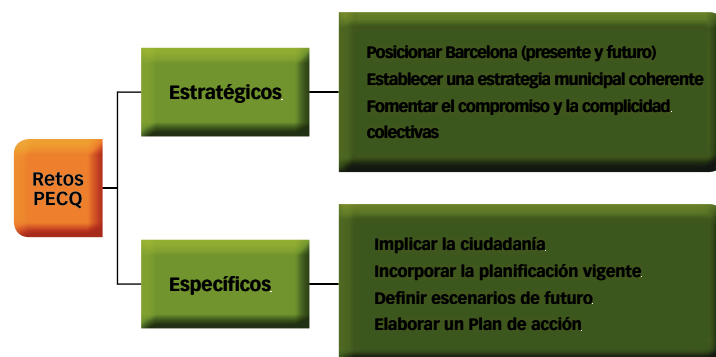 Retos
PECQ
Estratégicos
Posicionar Barcelona (presente y futuro)
Establecer una estrategia municipal coherente
Fomentar el compromiso y la complicidad
colectivas
Específicos
Implicar la ciudadanía
Incorporar la planificación vigente
Definir escenarios de futuro
Elaborar un Plan de acción